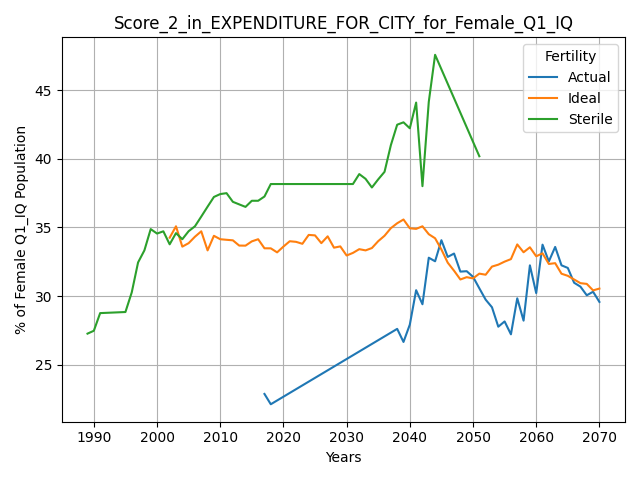 Score_2_in_EXPENDITURE_FOR_CITY_for_Female_Q1_IQ
Fertility
Actual
Ideal
Sterile
% of Female Q1_IQ Population
45
40
35
30
25
1990 2000 2010 2020 2030 2040 2050 2060 2070
Years